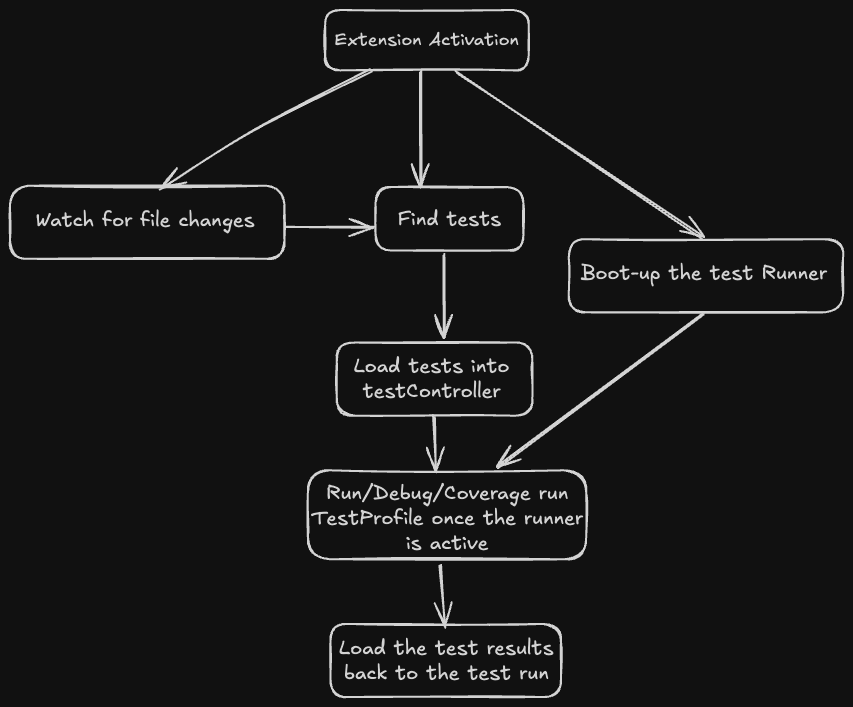 Extension Activation
Watch for file changes
Find tests
Boot-up the test Runner
Load tests into
testController
Run/Debug/Coverage run
TestProfile once the runner
is active
Load the test results
back to the test run